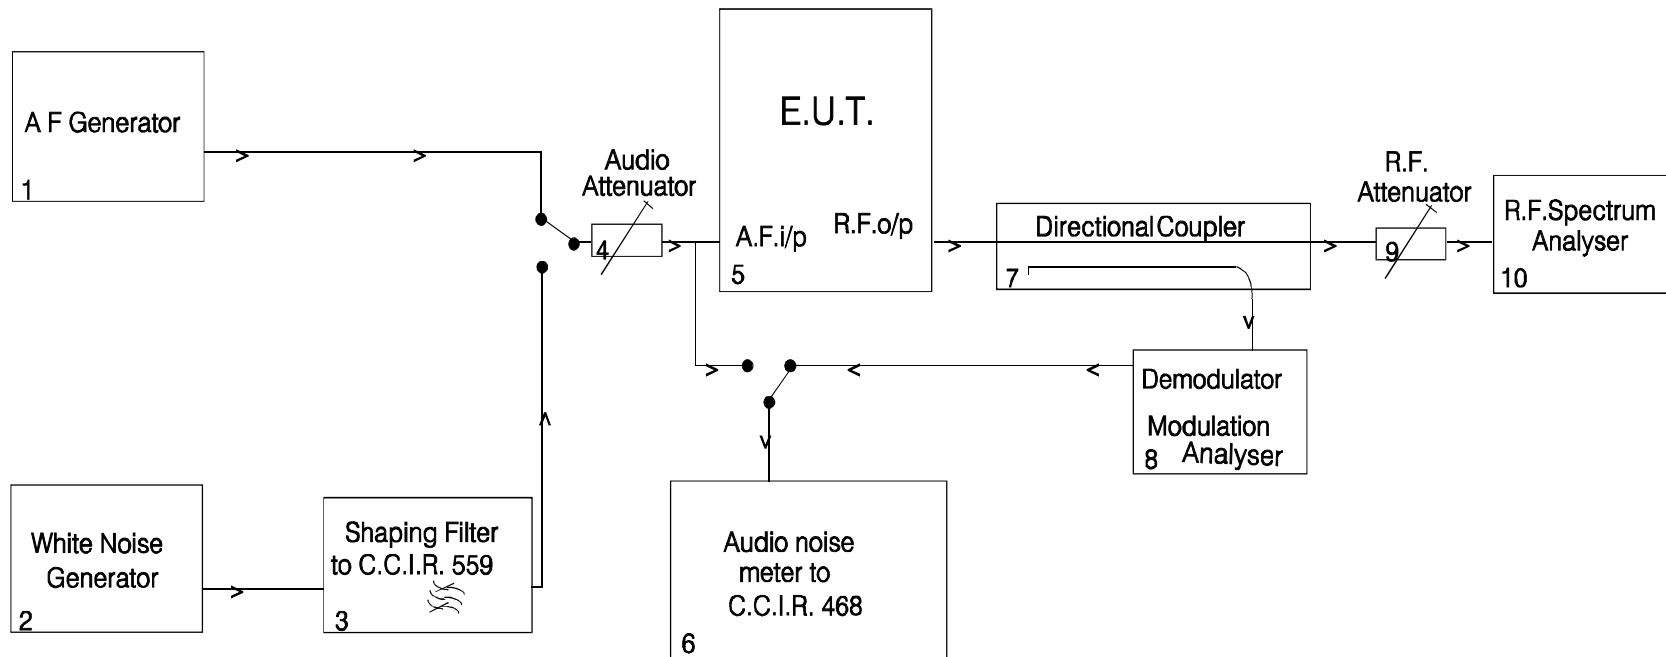 A F Generator
1
Audio
Attenuator
4
E.U.T.
A.F.i/p
R.F.o/p
5
Directional Coupler
7
R.F.
Attenuator
9
R.F.Spectrum
Analyser
10
Demodulator
Modulation
Analyser
8
White Noise
Generator
2
Shaping Filter
to C.C.I.R. 559
3
Audio noise
meter to
C.C.I.R. 468
6